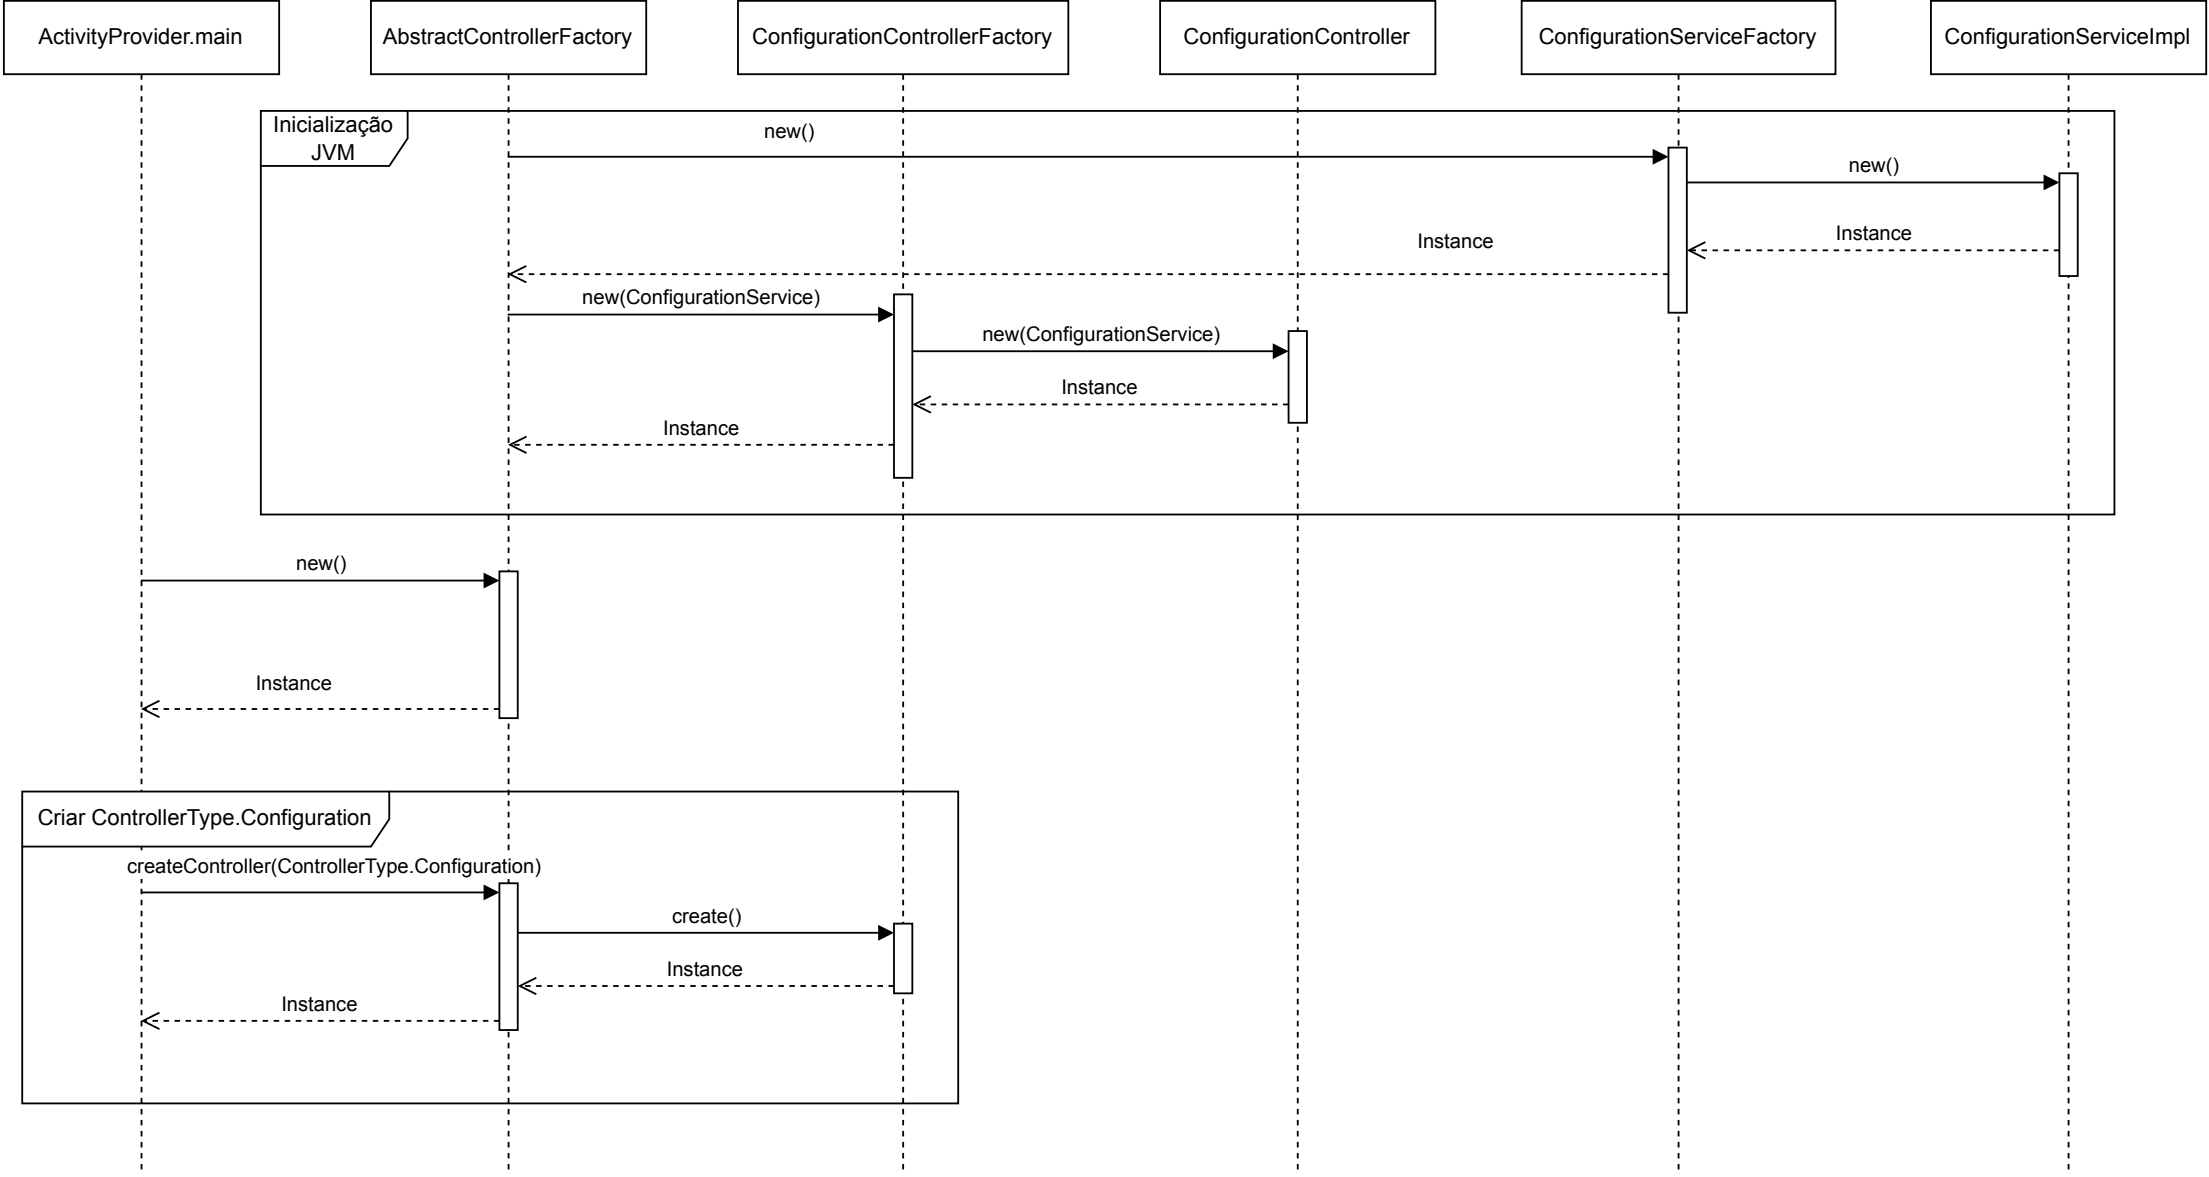 ActivityProvider.main
AbstractControllerFactory
ConfigurationControllerFactory
ConfigurationController
ConfigurationServiceFactory
ConfigurationServiceImpl
Inicialização
JVM
new()
new()
Instance
Instance
new(ConfigurationService)
new(ConfigurationService)
Instance
Instance
new()
Instance
Criar ControllerType.Configuration
createController(ControllerType.Configuration)
create()
Instance
Instance